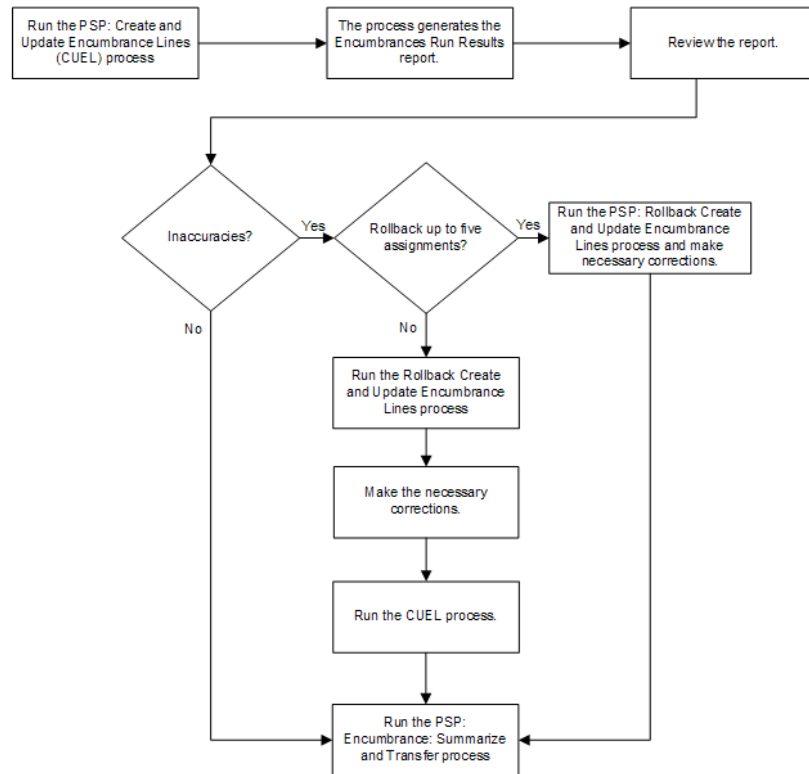 Run the PSP: Create and
Update Encumbrance Lines
(CUEL) process
The process generates the
Encumbrances Run Results
report.
Review the report.
Inaccuracies?
Yes
Rollback up to five
assignments?
Yes
Run the PSP: Rollback Create
and Update Encumbrance
Lines process and make
necessary corrections.
No
No
Run the Rollback Create
and Update Encumbrance
Lines process
Make the necessary
corrections.
Run the CUEL process.
Run the PSP:
Encumbrance: Summarize
and Transfer process